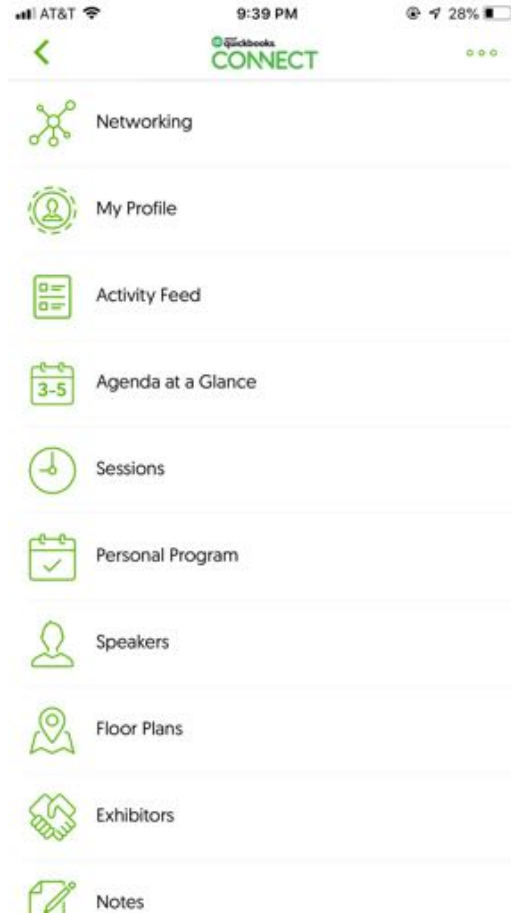 AT&T 9:39 PM 28%
quickbooks
CONNECT
Networking
My Profile
Activity Feed
3-5
Agenda at a Glance
Sessions
Personal Program
Speakers
Floor Plans
Exhibitors
Notes